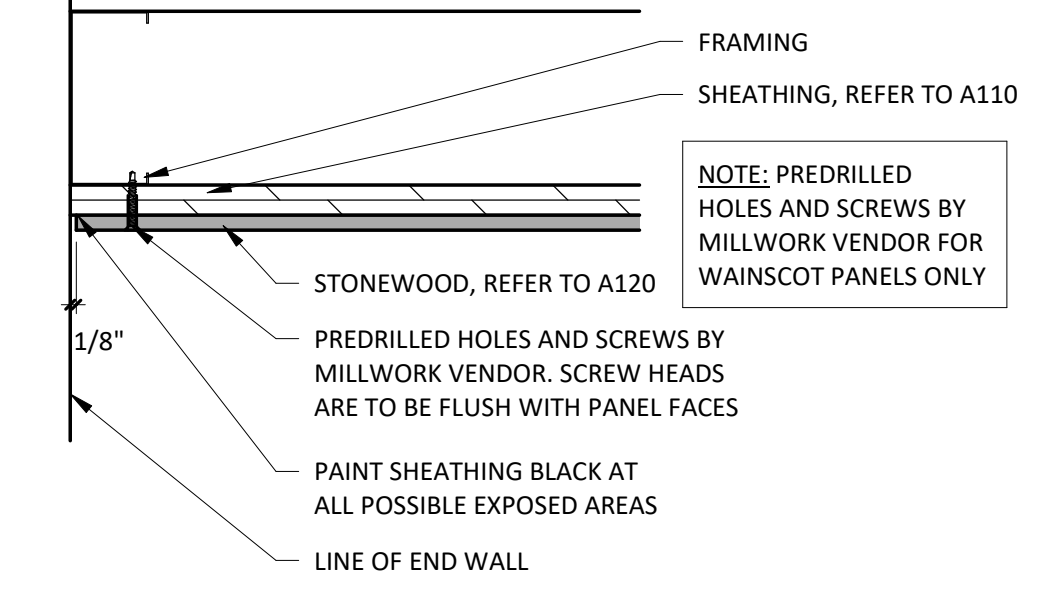 FRAMING
SHEATHING, REFER TO A110
NOTE: PREDRILLED
HOLES AND SCREWS BY
MILLWORK VENDOR FOR
WAINSCOT PANELS ONLY
STONEWOOD, REFER TO A120
1/8"
PREDRILLED HOLES AND SCREWS BY
MILLWORK VENDOR. SCREW HEADS
ARE TO BE FLUSH WITH PANEL FACES
PAINT SHEATHING BLACK AT
ALL POSSIBLE EXPOSED AREAS
LINE OF END WALL